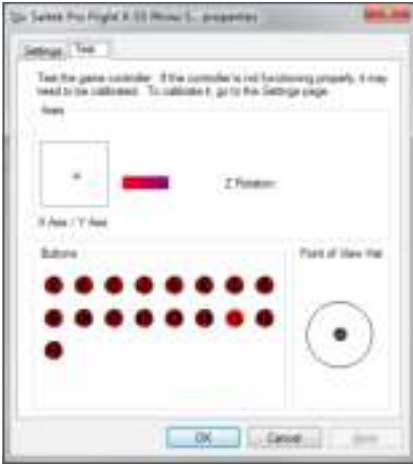 Saitek Pro Flight X-55 Rhino S... properties
Settings
Test
Test the game controller. If the controller is not functioning properly, it may
need to be calibrated. To calibrate it, go to the Settings page.
Axes
Z Rotation
X Axis / Y Axis
Buttons
Point of View Hat
OK
Cancel
Apply